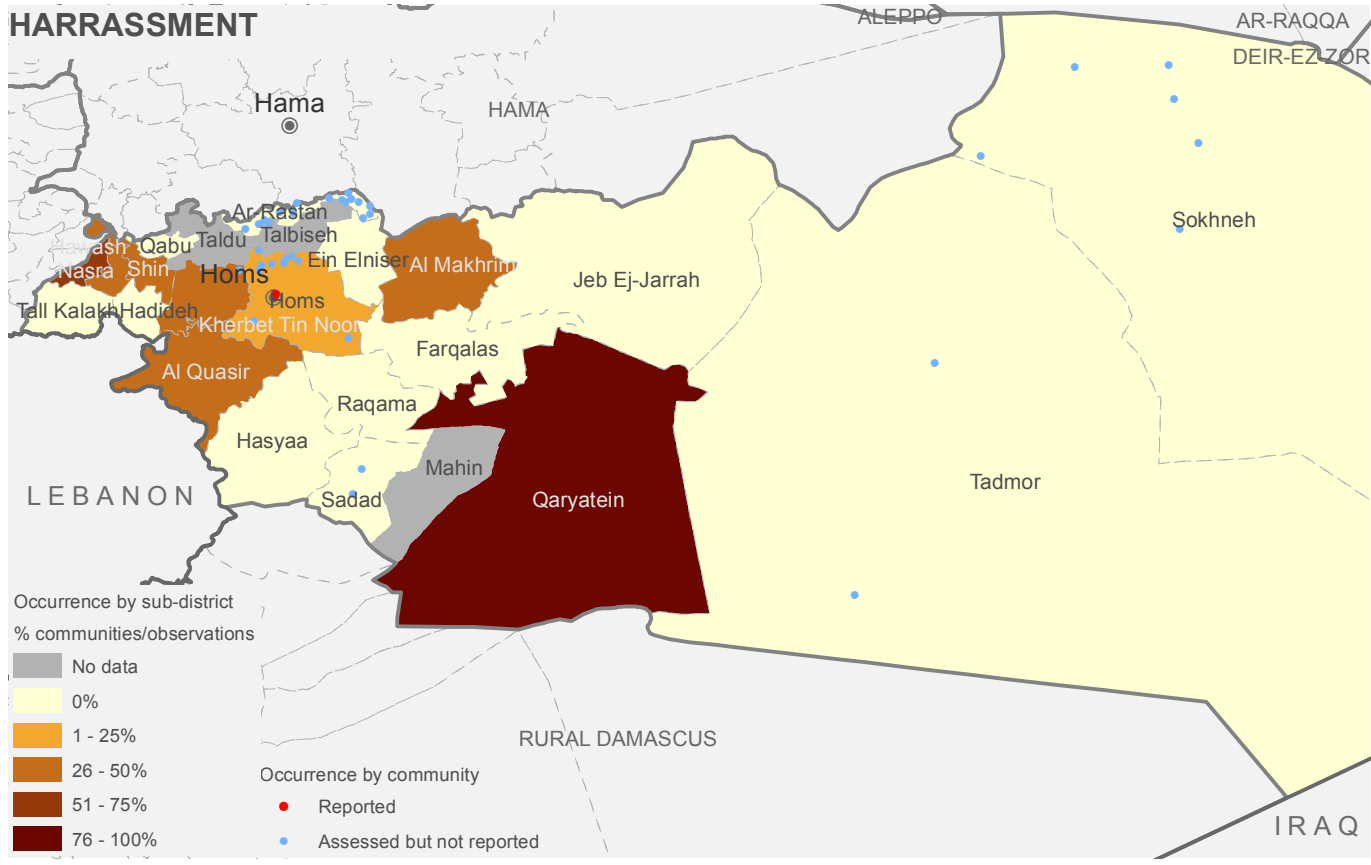 HARRASSMENT
ALEPPO
AR-RAQQA
DEIR-EZ-ZOR
Hama
HAMA
Ar-Rastan
Sokhneh
Qabu
Taldu
Talbiseh
Hawash
Nasra
Shin
Homs
Ein Elniser
Al Makhrim
Jeb Ej-Jarrah
Homs
Tall Kalakh
Hadideh
Kherbet Tin Noor
Farqalas
Al Quasir
Raqama
Hasyaa
Mahin
Tadmor
LEBANON
Sadad
Qaryatein
Occurrence by sub-district
% communities/observations
No data
0%
1 - 25%
26 - 50%
51 - 75%
76 - 100%
RURAL DAMASCUS
Occurrence by community
Reported
Assessed but not reported
IRAQ